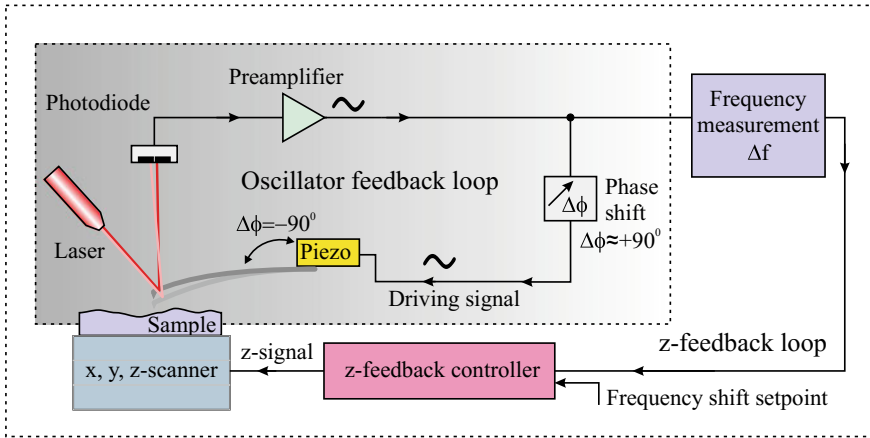 Preamplifier
Photodiode
Frequency
measurement
Δf
Oscillator feedback loop
Δϕ
Phase
shift
Δϕ≈+90⁰
Δϕ=−90⁰
Piezo
Laser
Driving signal
Sample
z-signal
z-feedback loop
x, y, z-scanner
z-feedback controller
Frequency shift setpoint